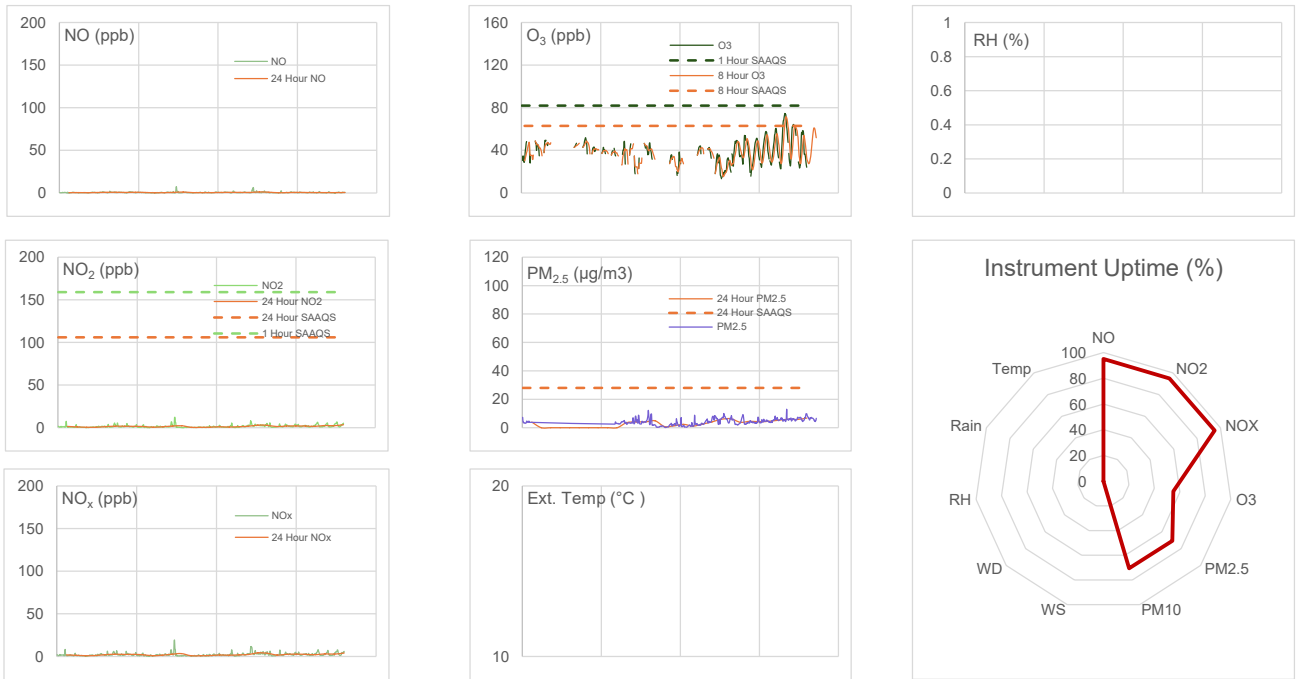 NO (ppb)
200
150
100
50
0
NO
24 Hour NO
O3 (ppb)
160
120
80
40
0
O3
1 Hour SAAQS
8 Hour O3
8 Hour SAAQS
RH (%)
1
0.8
0.6
0.4
0.2
0
NO2 (ppb)
200
150
100
50
0
NO2
24 Hour NO2
24 Hour SAAQS
1 Hour SAAQS
PM2.5 (µg/m3)
120
100
80
60
40
20
0
24 Hour PM2.5
24 Hour SAAQS
PM2.5
Instrument Uptime (%)
NO
NO2
NOX
O3
PM2.5
PM10
WS
WD
RH
Rain
Temp
100
80
60
40
20
0
NOx (ppb)
200
150
100
50
0
NOx
24 Hour NOx
Ext. Temp (°C )
20
10